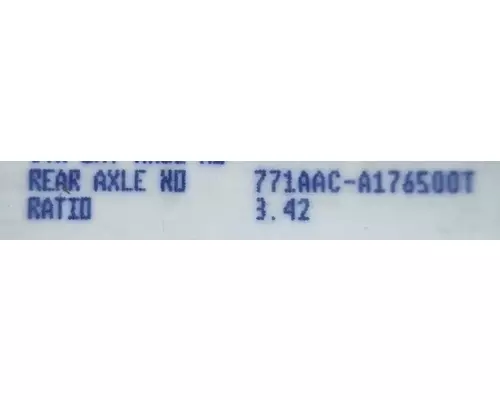 REAR AXLE NO 771AAC-A176500T
RATIO 3.42